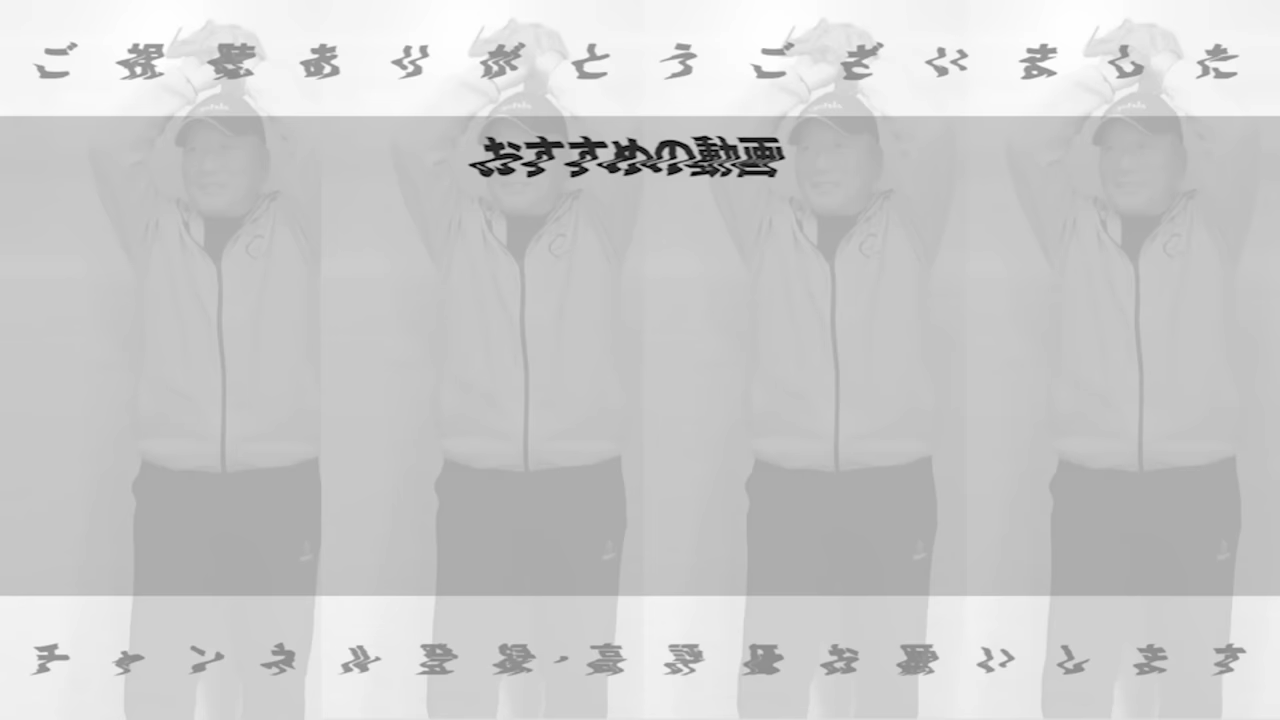 ご視聴ありがとうございました
おすすめの動画
チャンネル登録・高評価お願いします